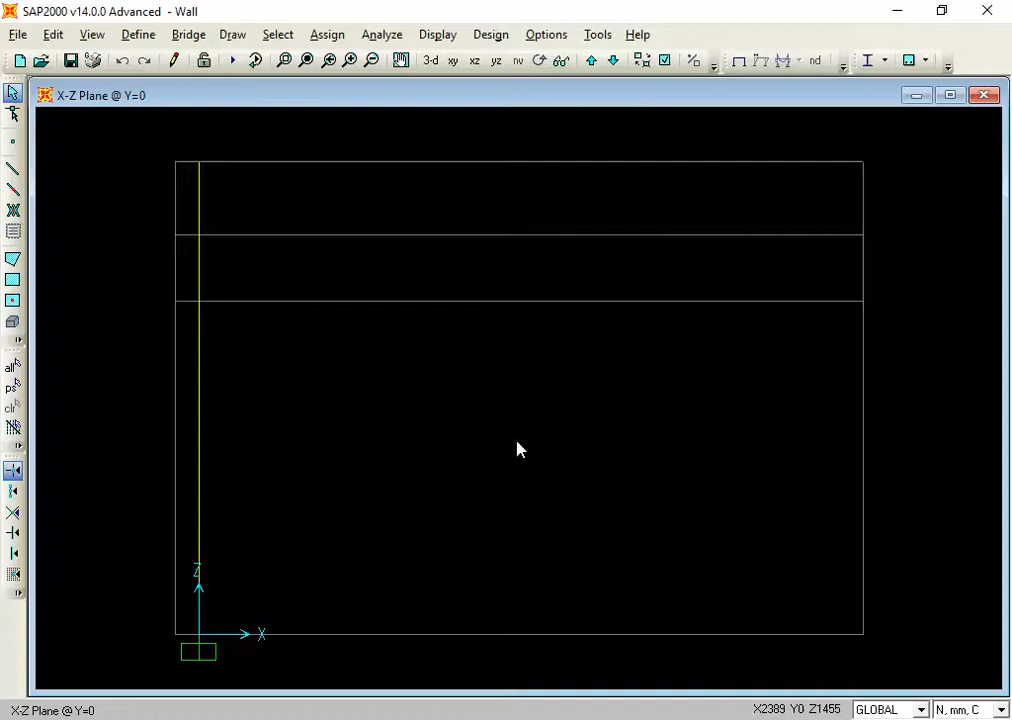 SAP2000 v14.0.0 Advanced - Wall
File Edit View Define Bridge Draw Select Assign Analyze Display Design Options Tools Help
3-d xy xz yz nv nd
X-Z Plane @ Y=0
all
ps
clr
Z
X
X-Z Plane @ Y=0 X2389 Y0 Z1455 GLOBAL N, mm, C